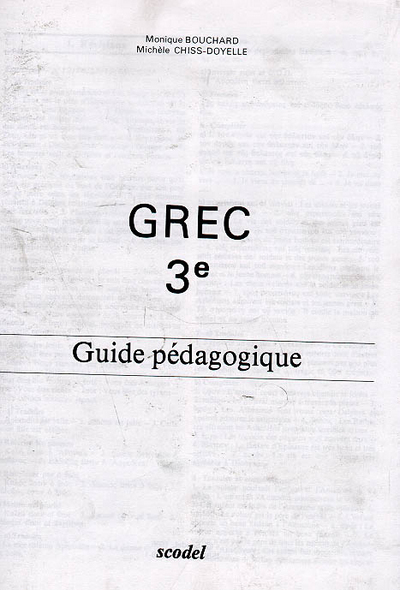 Monique BOUCHARD
Michèle CHISS-DOYELLE
GREC
3e
Guide pédagogique
scodel